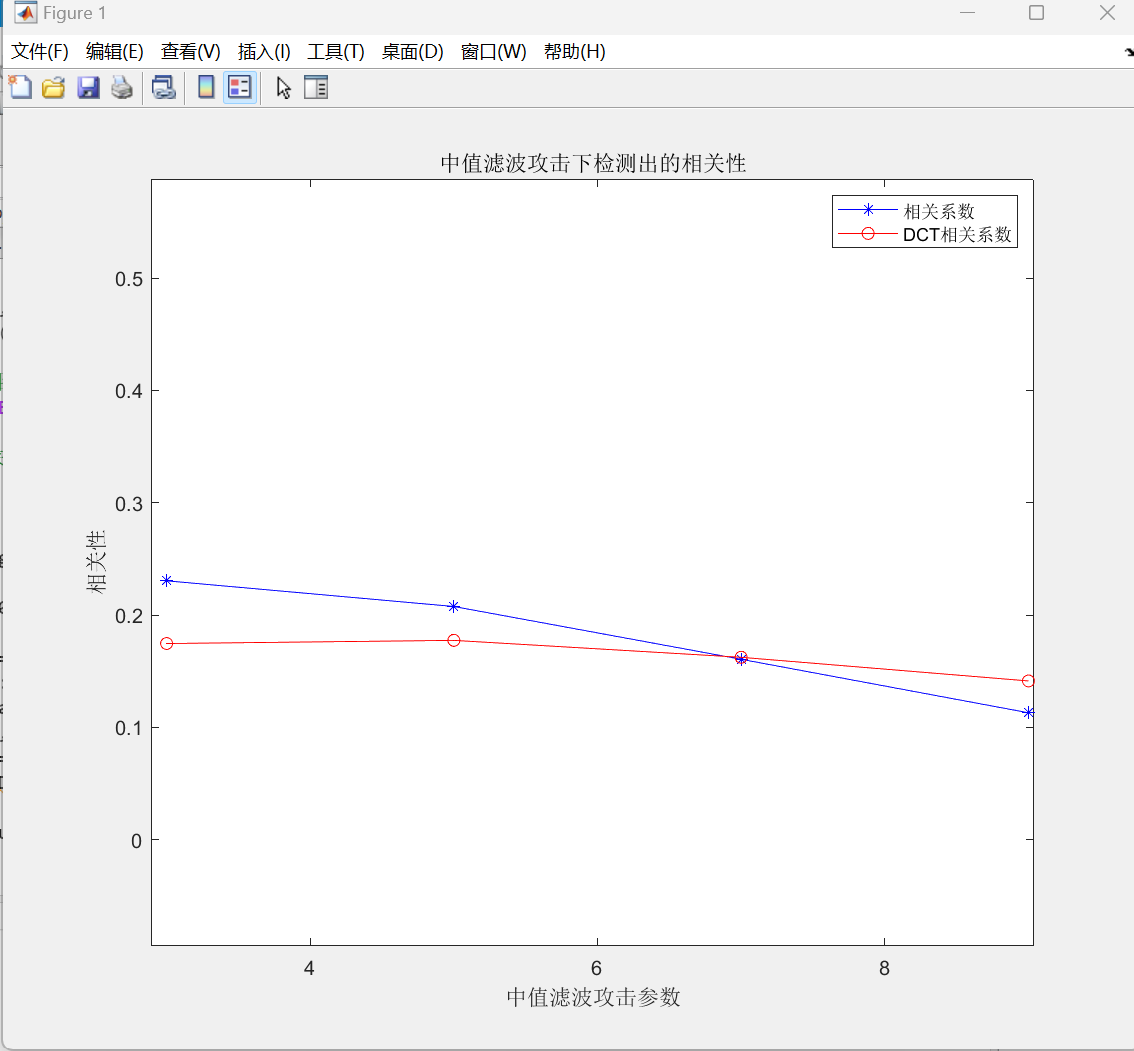 Figure 1
文件(F) 编辑(E) 查看(V) 插入(I) 工具(T) 桌面(D) 窗口(W) 帮助(H)
中值滤波攻击下检测出的相关性
相关系数
DCT相关系数
0.5
0.4
0.3
0.2
0.1
0
相关性
4 6 8
中值滤波攻击参数